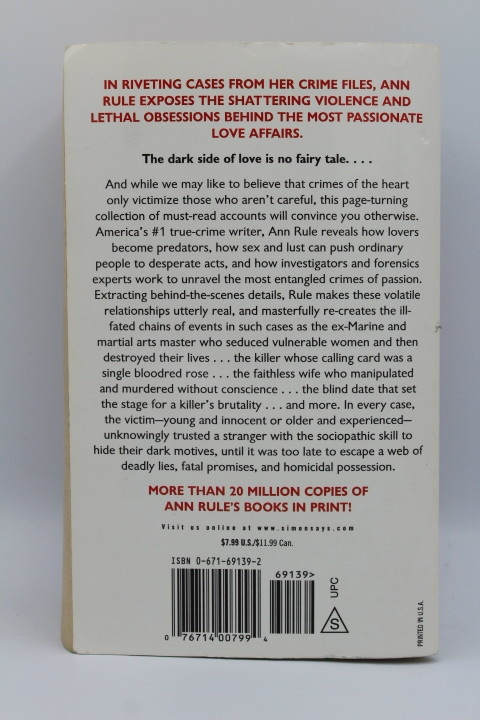 IN RIVETING CASES FROM HER CRIME FILES, ANN
RULE EXPOSES THE SHATTERING VIOLENCE AND
LETHAL OBSESSIONS BEHIND THE MOST PASSIONATE
LOVE AFFAIRS.
The dark side of love is no fairy tale. . . .
And while we may like to believe that crimes of the heart
only victimize those who aren't careful, this page-turning
collection of must-read accounts will convince you otherwise.
America's #1 true-crime writer, Ann Rule reveals how lovers
become predators, how sex and lust can push ordinary
people to desperate acts, and how investigators and forensics
experts work to unravel the most entangled crimes of passion.
Extracting behind-the-scenes details, Rule makes these volatile
relationships utterly real, and masterfully re-creates the ill-
fated chains of events in such cases as the ex-Marine and
martial arts master who seduced vulnerable women and then
destroyed their lives . . . the killer whose calling card was a
single bloodred rose . . . the faithless wife who manipulated
and murdered without conscience . . . the blind date that set
the stage for a killer's brutality . . . and more. In every case,
the victim—young and innocent or older and experienced—
unknowingly trusted a stranger with the sociopathic skill to
hide their dark motives, until it was too late to escape a web of
deadly lies, fatal promises, and homicidal possession.
MORE THAN 20 MILLION COPIES OF
ANN RULE'S BOOKS IN PRINT!
Visit us online at www.simonsays.com
$7.99 U.S./$11.99 Can.
ISBN 0-671-69139-2
69139>
0 76714 00799 4
UPC
S
PRINTED IN U.S.A.